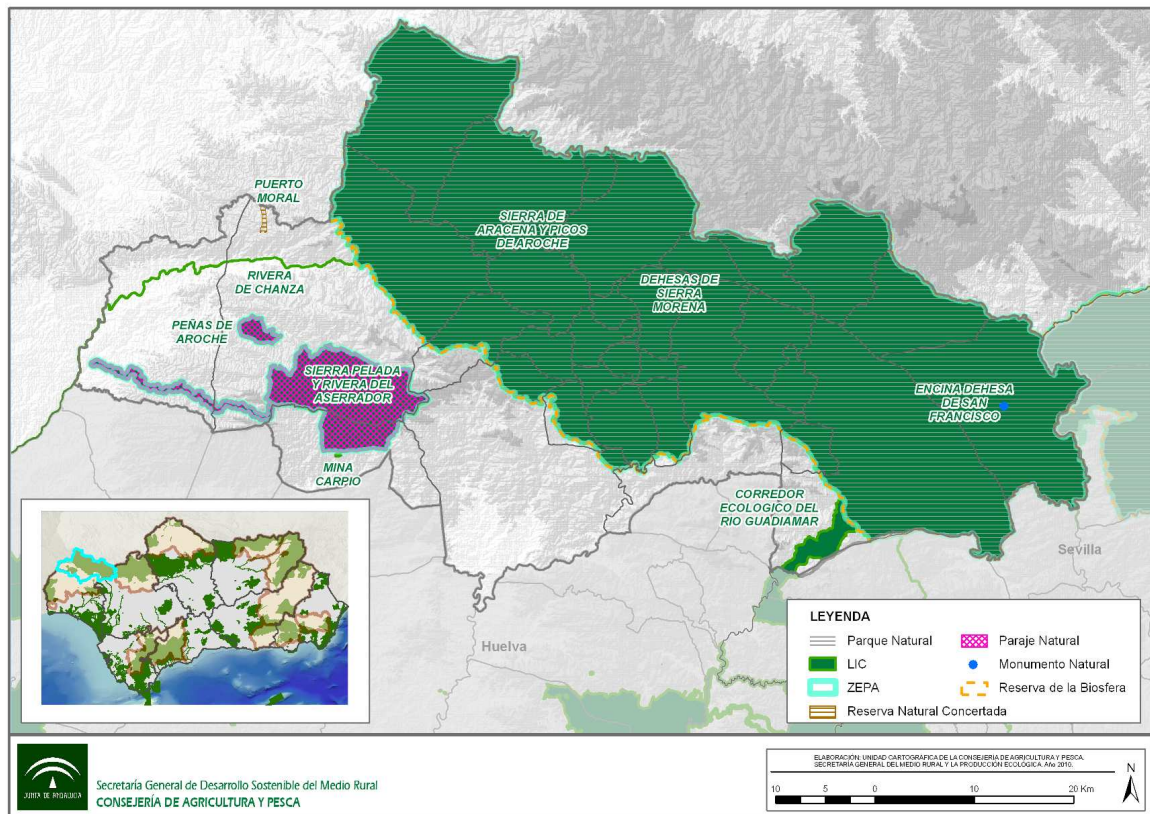 PUERTO
MORAL
SIERRA DE
ARACENA Y PICOS
DE AROCHE
RIVERA
DE CHANZA
DEHESAS DE
SIERRA
MORENA
PEÑAS DE
AROCHE
SIERRA PELADA
Y RIVERA DEL
ASERRADOR
ENCINA DEHESA
DE SAN
FRANCISCO
MINA
CARPIO
CORREDOR
ECOLOGICO DEL
RIO GUADIAMAR
Sevilla
Huelva
LEYENDA
Parque Natural
LIC
ZEPA
Reserva Natural Concertada
Paraje Natural
Monumento Natural
Reserva de la Biosfera
JUNTA DE ANDALUCIA
Secretaría General de Desarrollo Sostenible del Medio Rural
CONSEJERÍA DE AGRICULTURA Y PESCA
ELABORACIÓN: UNIDAD CARTOGRÁFICA DE LA CONSEJERIA DE AGRICULTURA Y PESCA.
SECRETARÍA GENERAL DEL MEDIO RURAL Y LA PRODUCCIÓN ECOLÓGICA. Año 2010.
N
10 5 0 10 20 Km